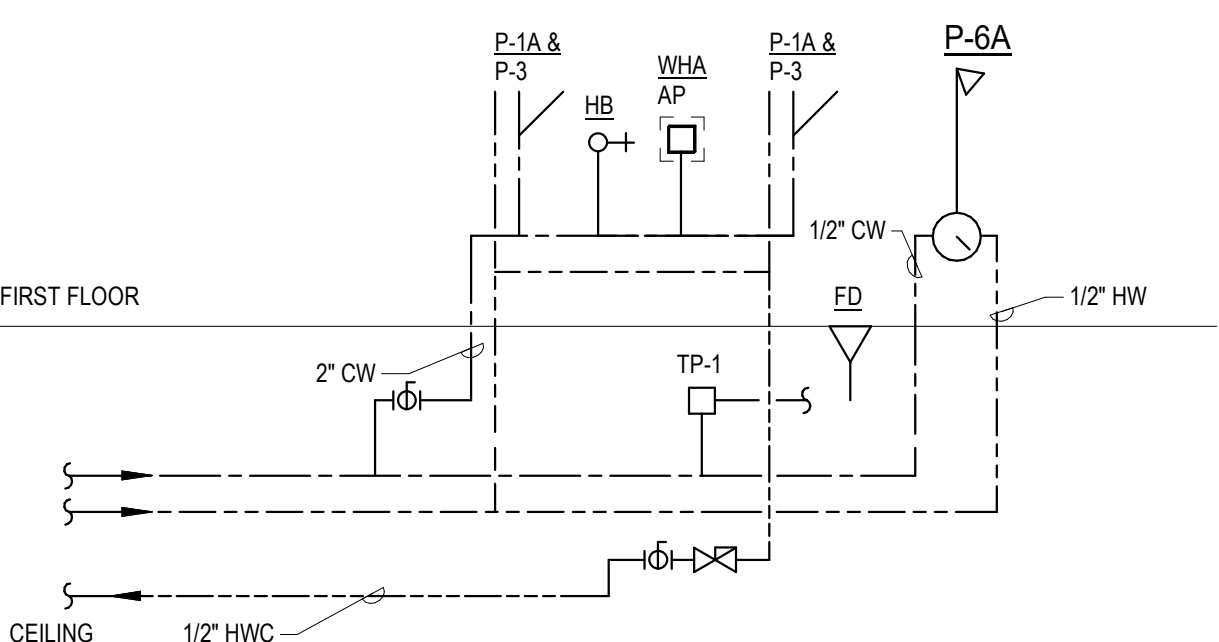 P-1A &
P-3
HB
WHA
AP
P-1A &
P-3
P-6A
1/2" CW
FIRST FLOOR
FD
1/2" HW
2" CW
TP-1
CEILING
1/2" HWC